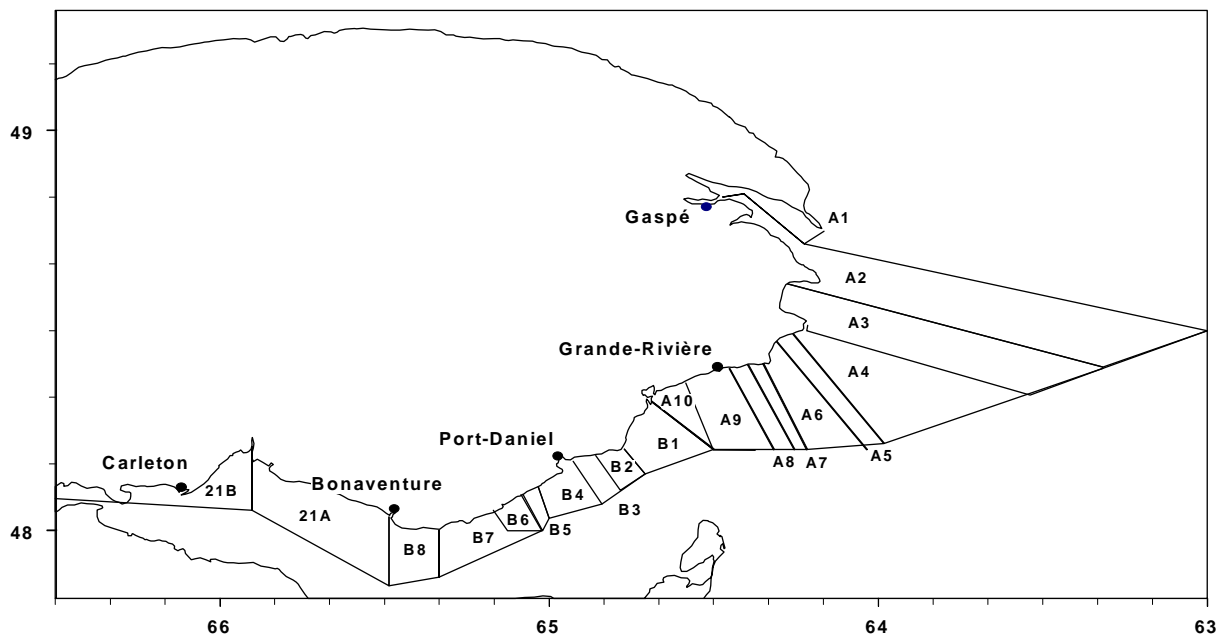 49
A1
Gaspé
A2
A3
Grande-Rivière
A4
A10
A9
A6
Port-Daniel
B1
A8
A7
A5
Carleton
B2
Bonaventure
21B
B4
B3
21A
B6
B5
B7
48
B8
66
65
64
63